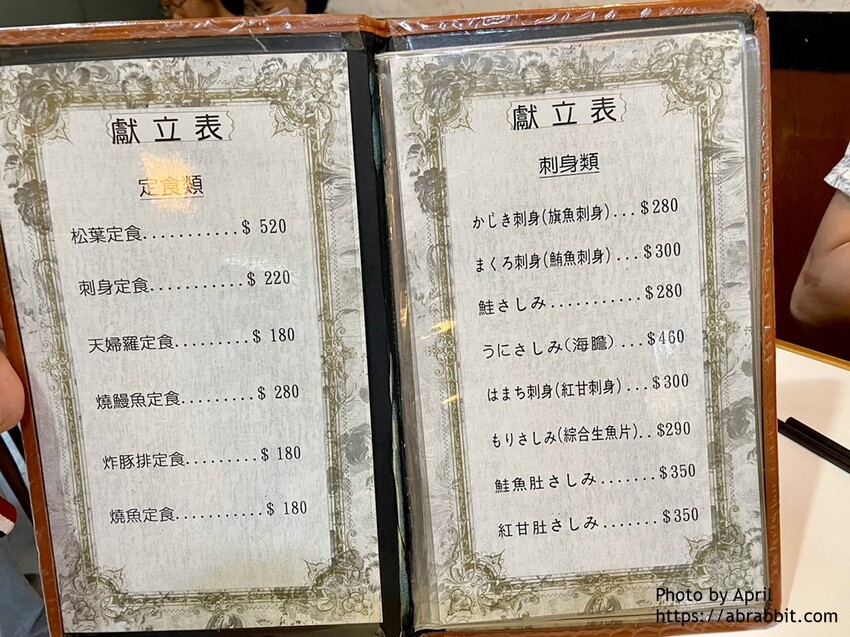 獻立表
定食類
松葉定食...........$ 520
刺身定食...........$ 220
天婦羅定食.........$ 180
燒鰻魚定食.........$ 280
炸豚排定食.........$ 180
燒魚定食...........$ 180
獻立表
刺身類
かじき刺身(旗魚刺身)...$280
まくろ刺身(鮪魚刺身)...$300
鮭さしみ...........$280
うにさしみ(海膽)...$460
はまち刺身(紅甘刺身)...$300
もりさしみ(綜合生魚片)..$290
鮭魚肚さしみ.......$350
紅甘肚さしみ.......$350
Photo by April
https://abrabbit.com